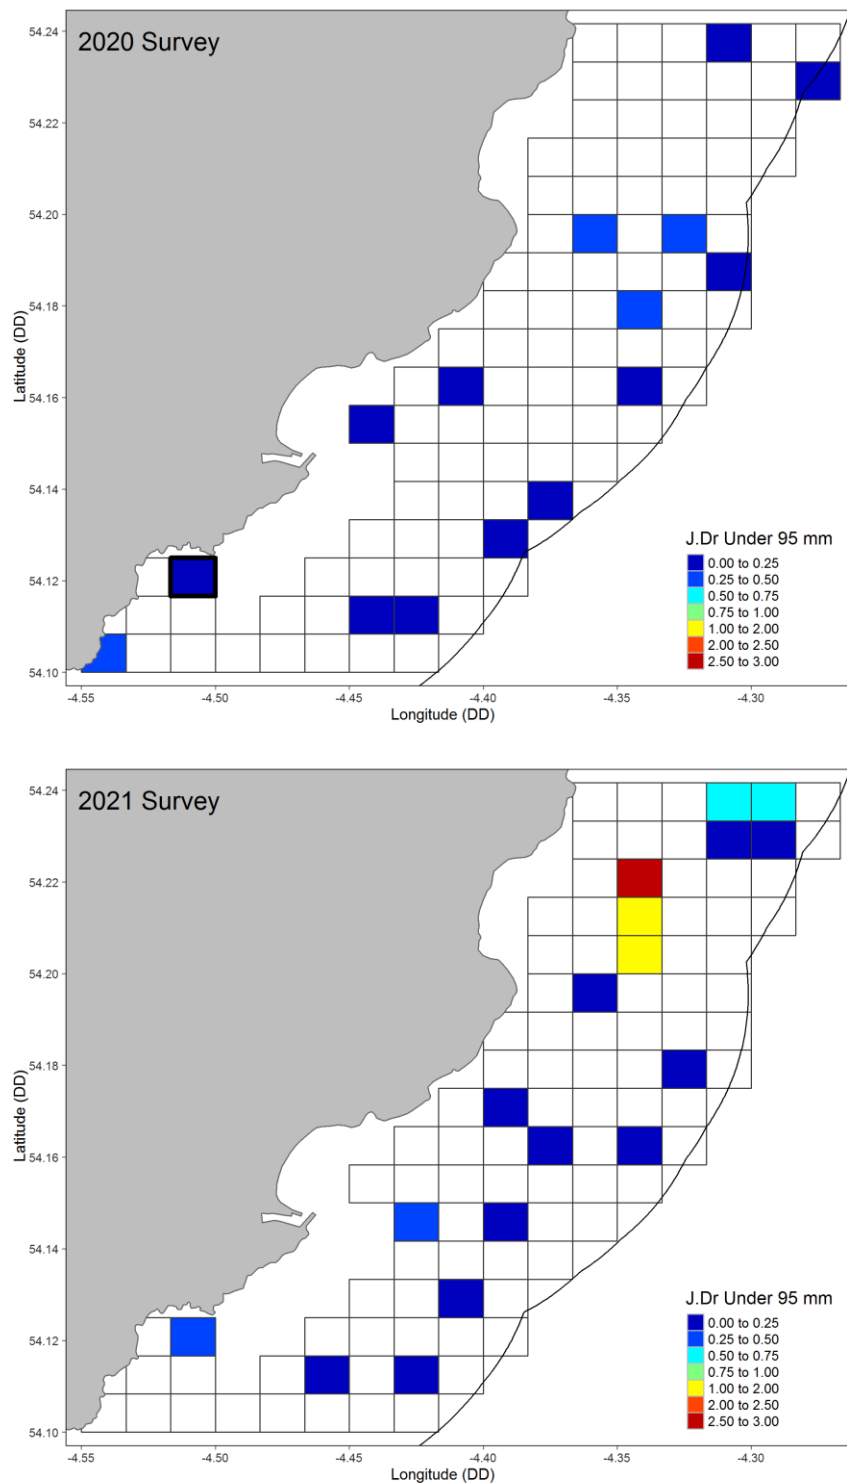 2020 Survey
54.24
54.22
54.20
54.18
54.16
54.14
54.12
54.10
Latitude (DD)
J.Dr Under 95 mm
0.00 to 0.25
0.25 to 0.50
0.50 to 0.75
0.75 to 1.00
1.00 to 2.00
2.00 to 2.50
2.50 to 3.00
-4.55 -4.50 -4.45 -4.40 -4.35 -4.30
Longitude (DD)
2021 Survey
54.24
54.22
54.20
54.18
54.16
54.14
54.12
54.10
Latitude (DD)
J.Dr Under 95 mm
0.00 to 0.25
0.25 to 0.50
0.50 to 0.75
0.75 to 1.00
1.00 to 2.00
2.00 to 2.50
2.50 to 3.00
-4.55 -4.50 -4.45 -4.40 -4.35 -4.30
Longitude (DD)